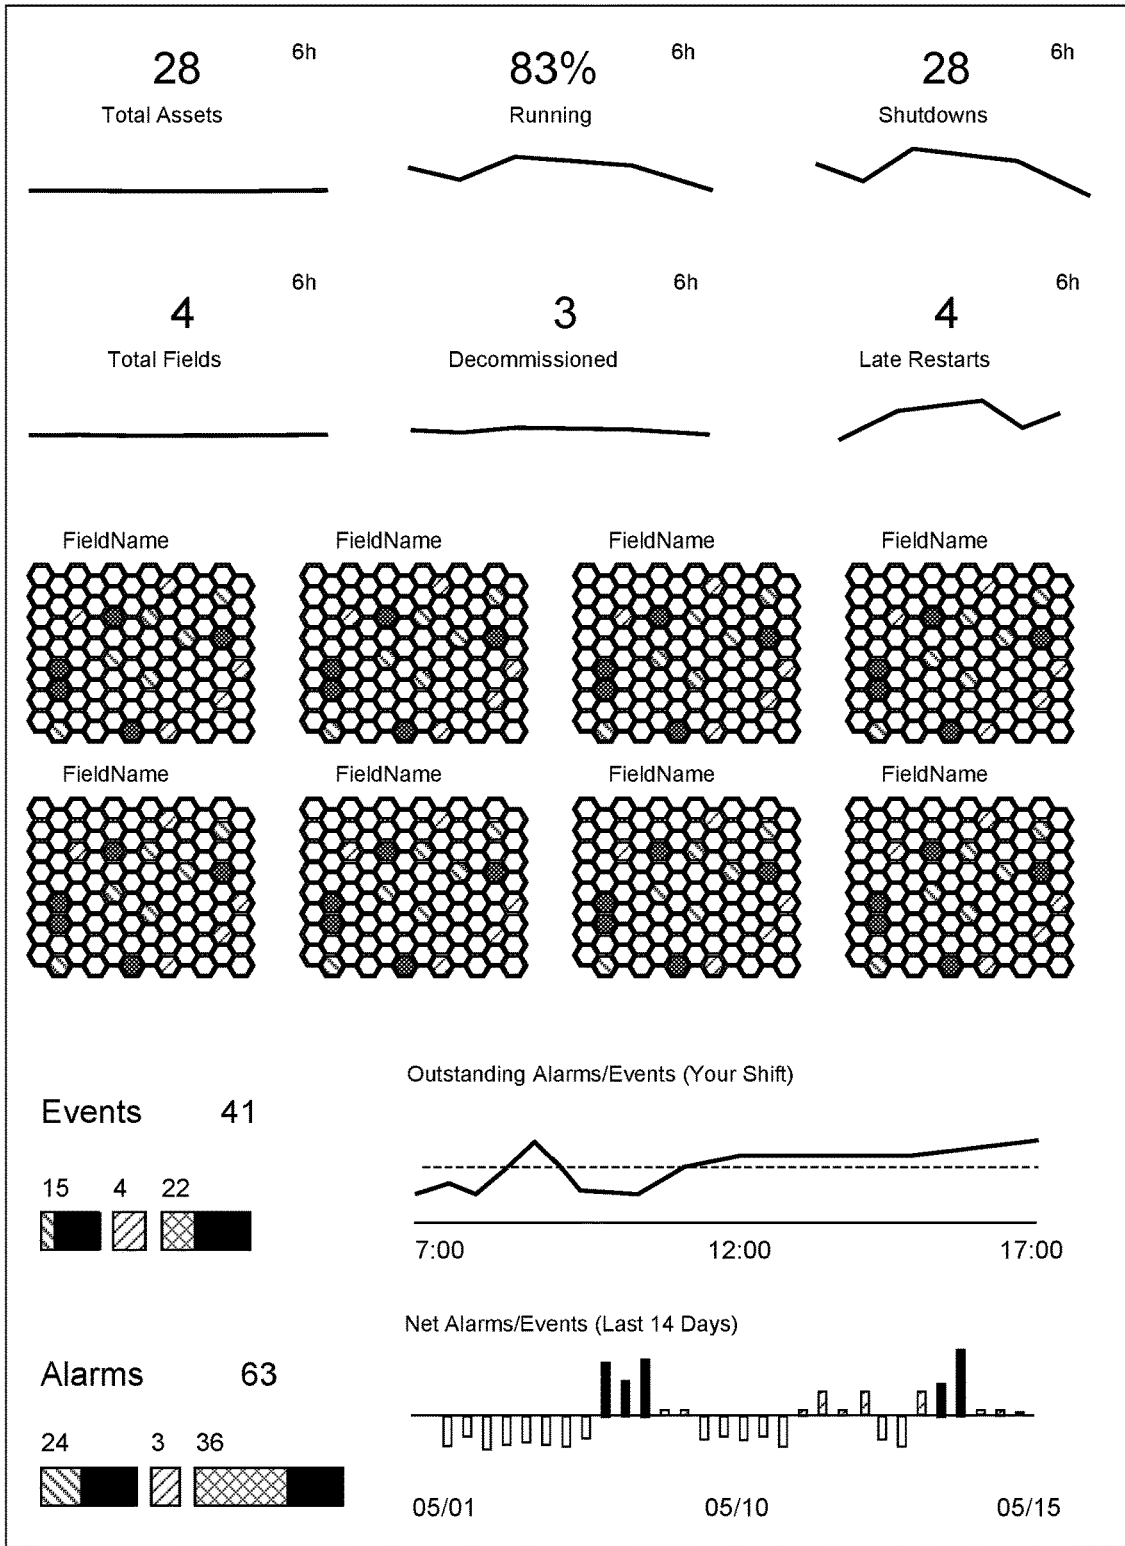 28 6h
Total Assets
83% 6h
Running
28 6h
Shutdowns
4 6h
Total Fields
3 6h
Decommissioned
4 6h
Late Restarts
FieldName FieldName FieldName FieldName
FieldName FieldName FieldName FieldName
Events 41
15 4 22
Outstanding Alarms/Events (Your Shift)
7:00 12:00 17:00
Alarms 63
24 3 36
Net Alarms/Events (Last 14 Days)
05/01 05/10 05/15